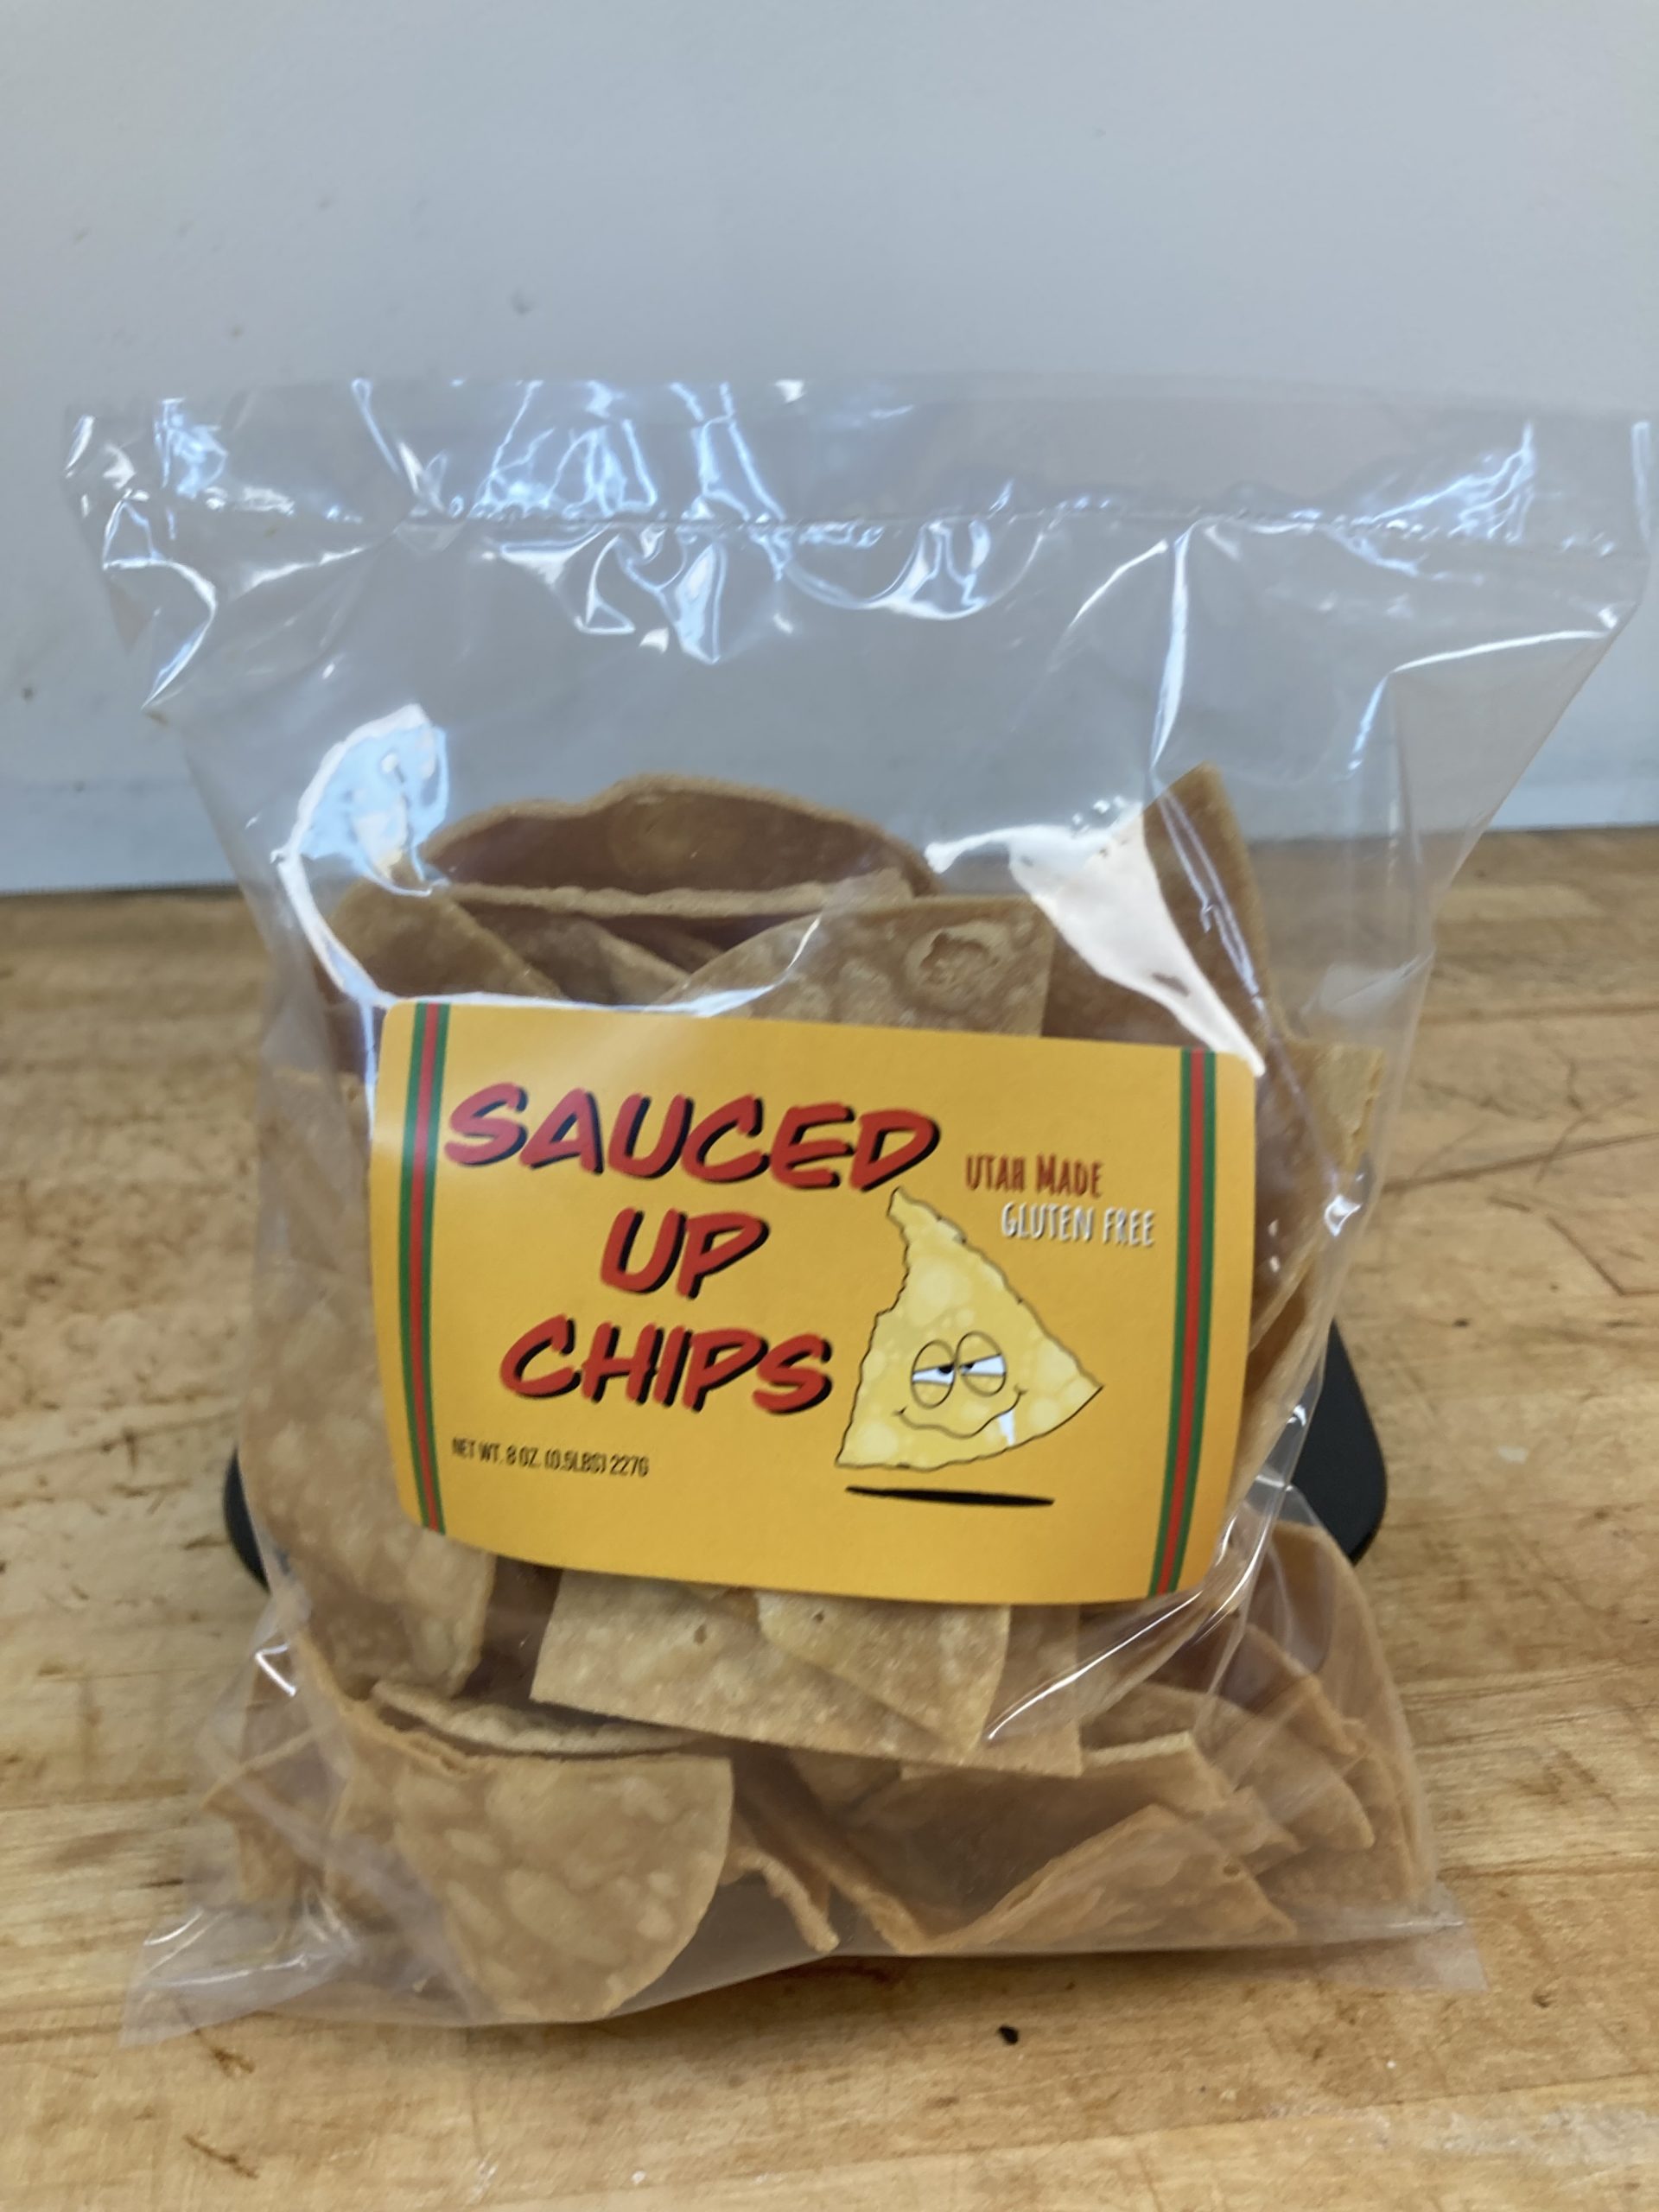 SAUCED
UP
CHIPS
UTAH MADE
GLUTEN FREE
NET WT. 8 OZ. (0.5LBS) 227G